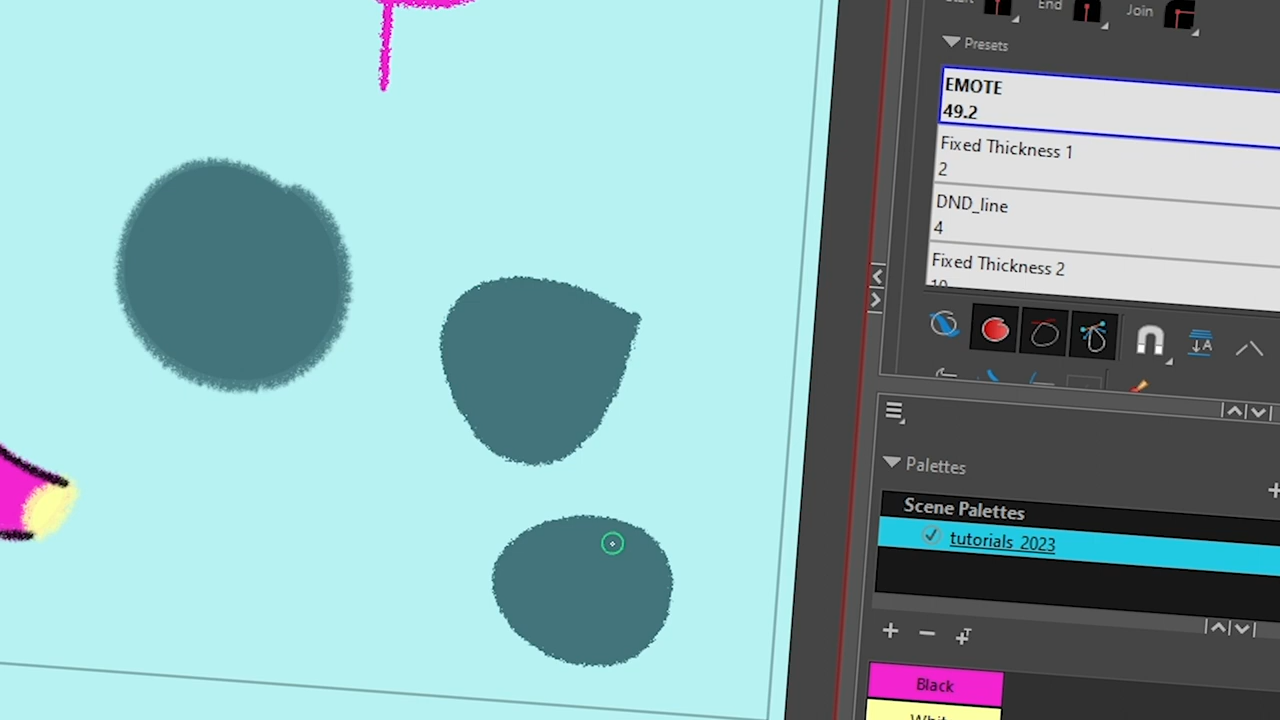 End
Join
Presets
EMOTE
49.2
Fixed Thickness 1
2
DND_line
4
Fixed Thickness 2
10
Palettes
Scene Palettes
tutorials_2023
Black